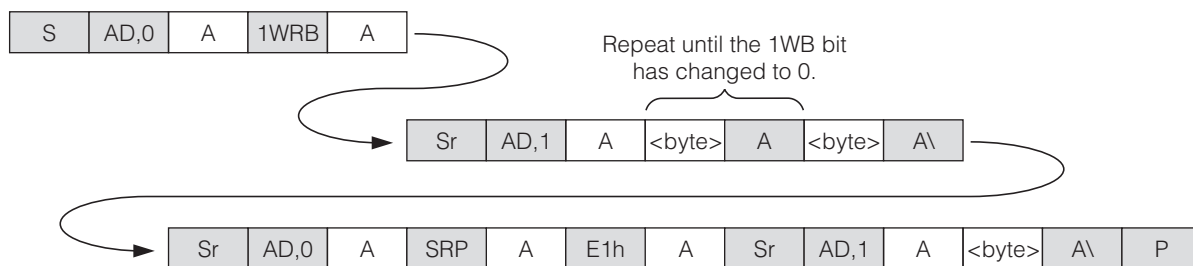 S AD,0 A 1WRB A
Repeat until the 1WB bit
has changed to 0.
Sr AD,1 A <byte> A <byte> A\
Sr AD,0 A SRP A E1h A Sr AD,1 A <byte> A\ P